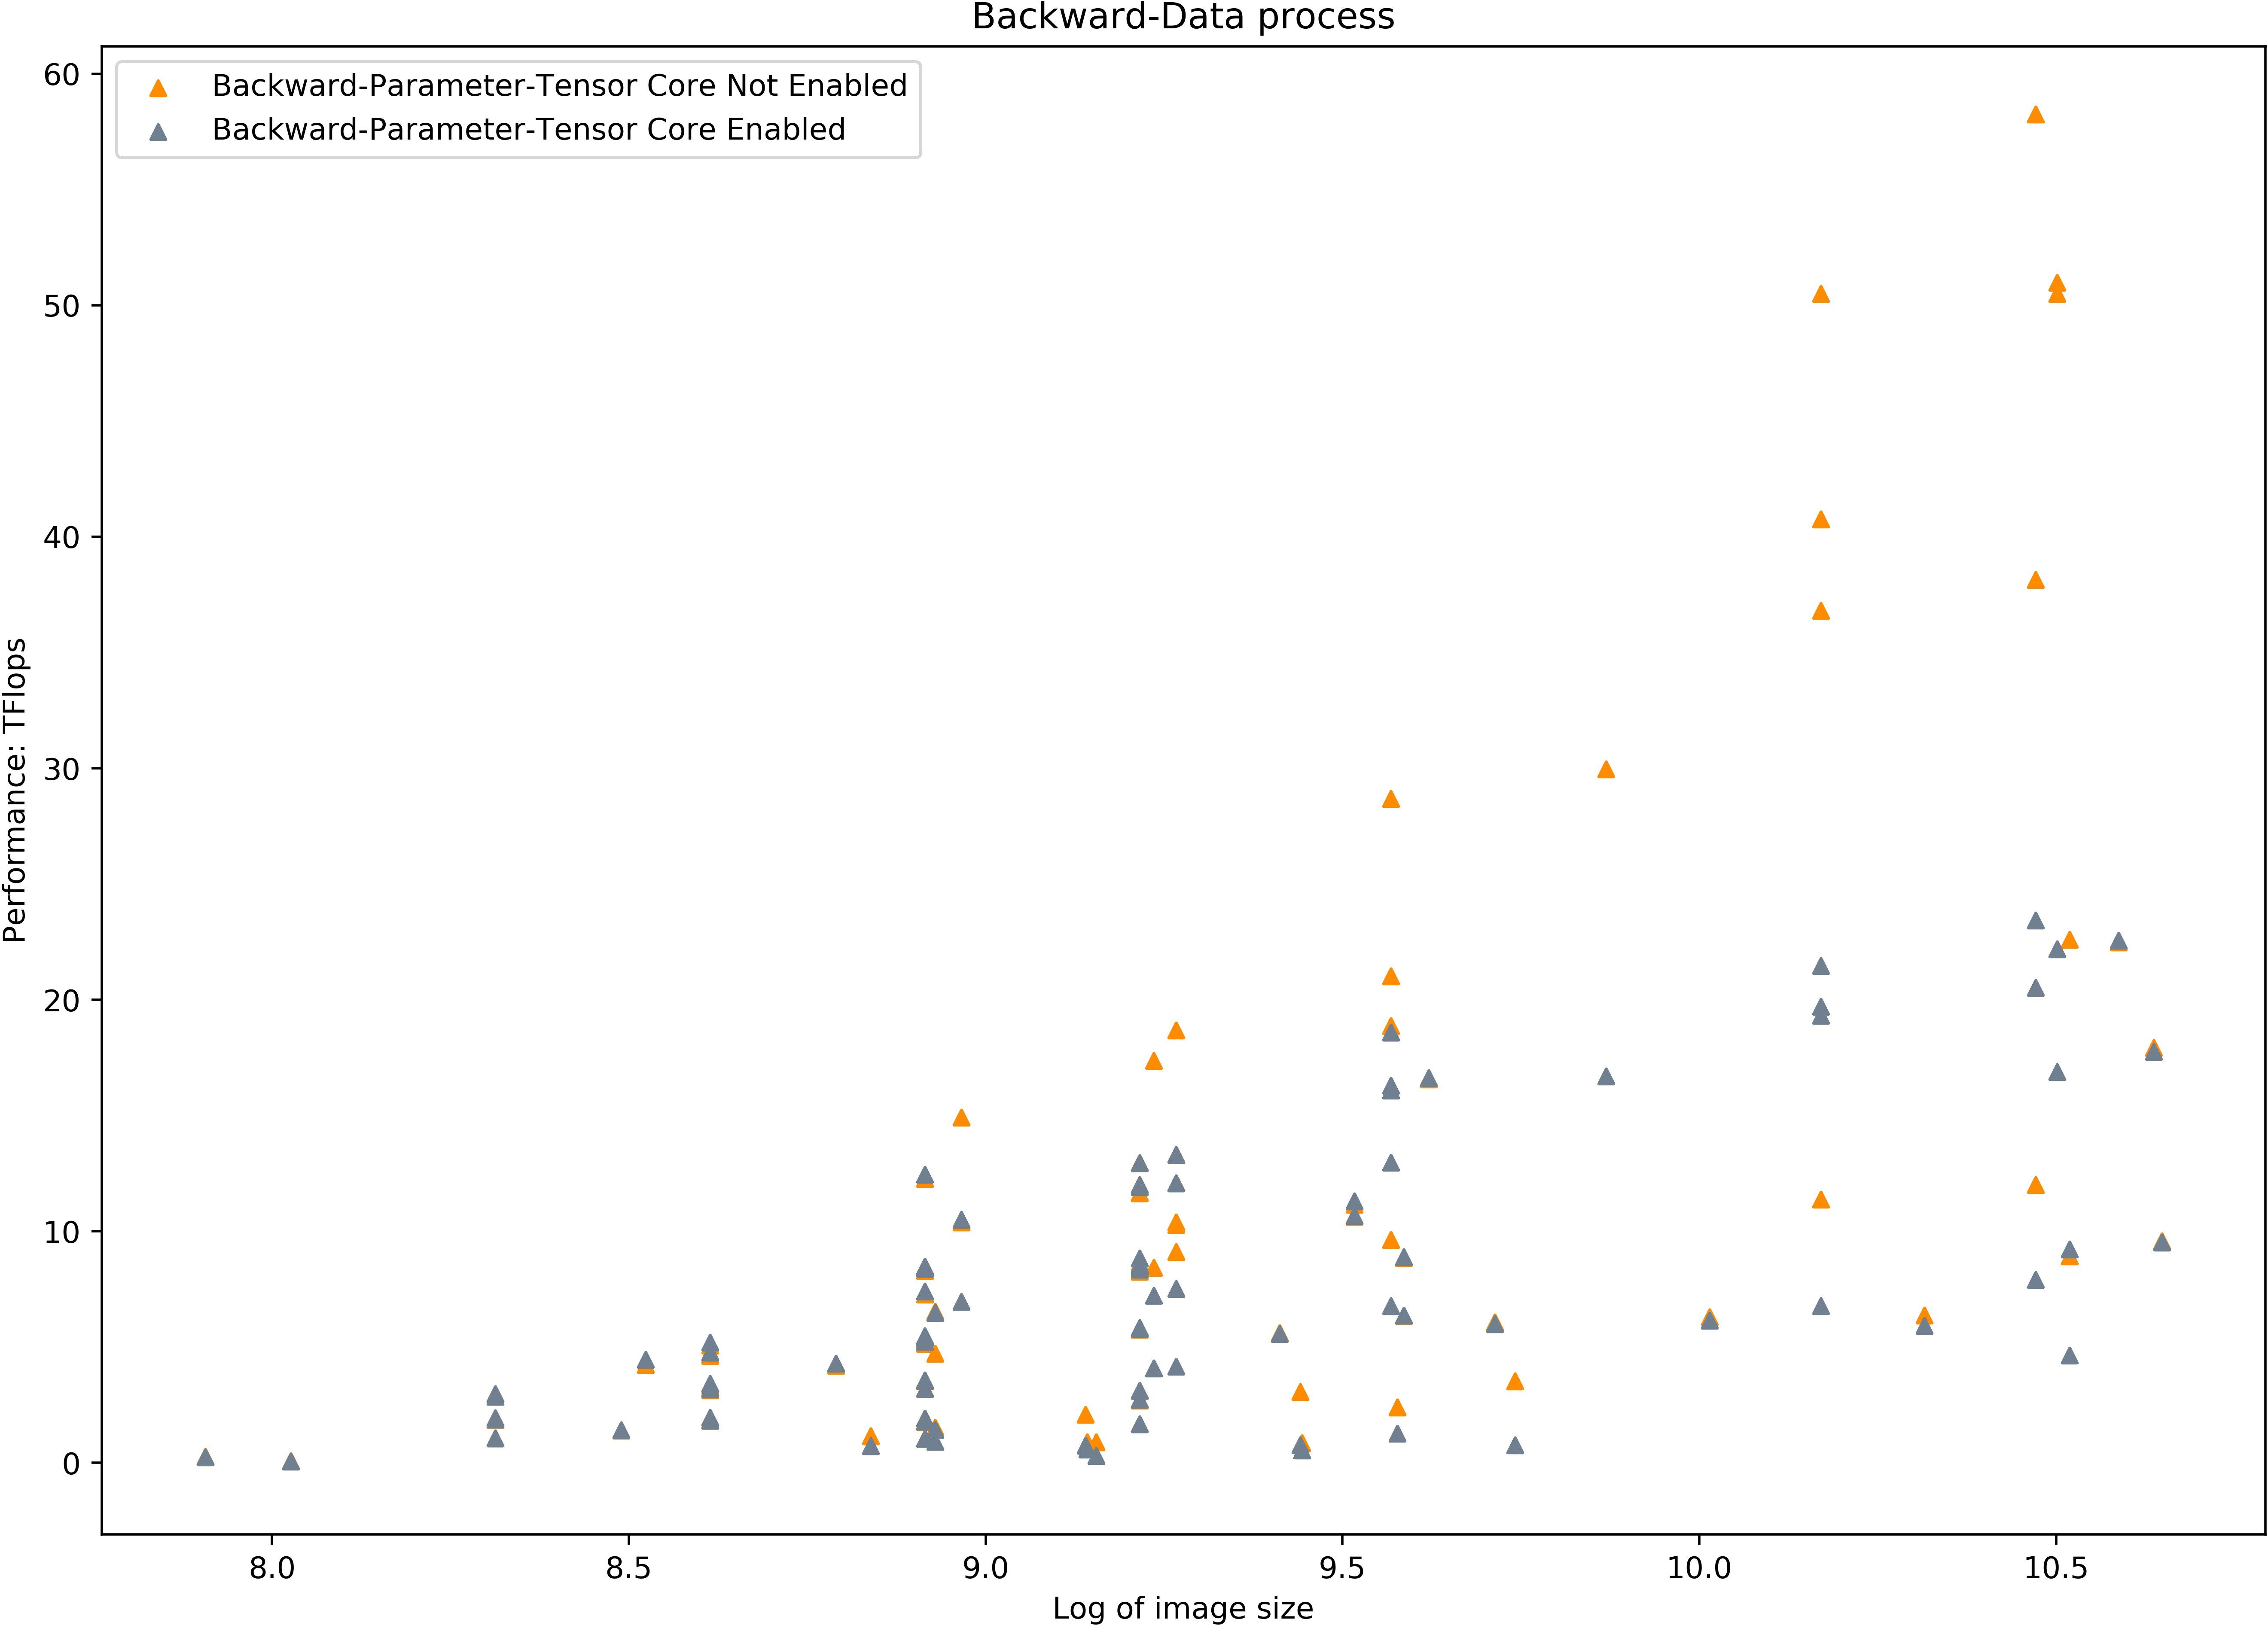 Backward-Data process
Backward-Parameter-Tensor Core Not Enabled
Backward-Parameter-Tensor Core Enabled
60
50
40
30
20
10
0
Performance: TFlops
8.0 8.5 9.0 9.5 10.0 10.5
Log of image size